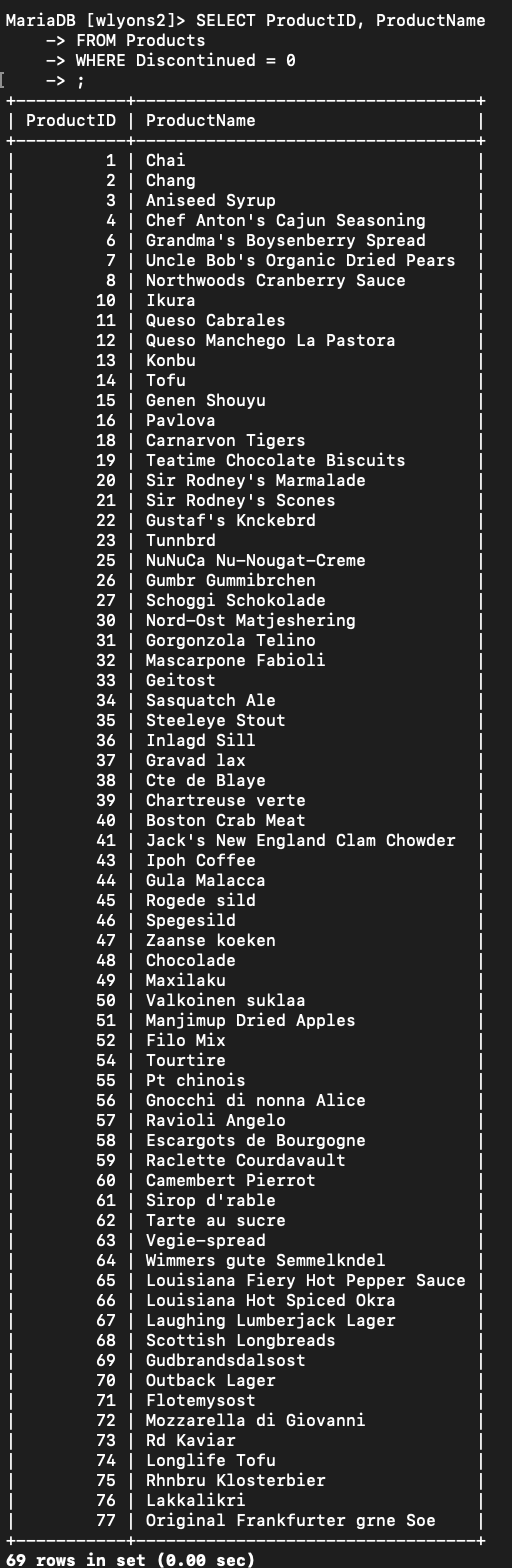 MariaDB [wlyons2]> SELECT ProductID, ProductName
    -> FROM Products
    -> WHERE Discontinued = 0
    -> ;
+-----------+----------------------------------+
| ProductID | ProductName                      |
+-----------+----------------------------------+
|         1 | Chai                             |
|         2 | Chang                            |
|         3 | Aniseed Syrup                    |
|         4 | Chef Anton's Cajun Seasoning     |
|         6 | Grandma's Boysenberry Spread     |
|         7 | Uncle Bob's Organic Dried Pears  |
|         8 | Northwoods Cranberry Sauce       |
|        10 | Ikura                            |
|        11 | Queso Cabrales                   |
|        12 | Queso Manchego La Pastora        |
|        13 | Konbu                            |
|        14 | Tofu                             |
|        15 | Genen Shouyu                     |
|        16 | Pavlova                          |
|        18 | Carnarvon Tigers                 |
|        19 | Teatime Chocolate Biscuits       |
|        20 | Sir Rodney's Marmalade           |
|        21 | Sir Rodney's Scones              |
|        22 | Gustaf's Knckebrd                |
|        23 | Tunnbrd                          |
|        25 | NuNuCa Nu-Nougat-Creme           |
|        26 | Gumbr Gummibrchen                |
|        27 | Schoggi Schokolade               |
|        30 | Nord-Ost Matjeshering            |
|        31 | Gorgonzola Telino                |
|        32 | Mascarpone Fabioli               |
|        33 | Geitost                          |
|        34 | Sasquatch Ale                    |
|        35 | Steeleye Stout                   |
|        36 | Inlagd Sill                      |
|        37 | Gravad lax                       |
|        38 | Cte de Blaye                     |
|        39 | Chartreuse verte                 |
|        40 | Boston Crab Meat                 |
|        41 | Jack's New England Clam Chowder  |
|        43 | Ipoh Coffee                      |
|        44 | Gula Malacca                     |
|        45 | Rogede sild                      |
|        46 | Spegesild                        |
|        47 | Zaanse koeken                    |
|        48 | Chocolade                        |
|        49 | Maxilaku                         |
|        50 | Valkoinen suklaa                 |
|        51 | Manjimup Dried Apples            |
|        52 | Filo Mix                         |
|        54 | Tourtire                         |
|        55 | Pt chinois                       |
|        56 | Gnocchi di nonna Alice           |
|        57 | Ravioli Angelo                   |
|        58 | Escargots de Bourgogne           |
|        59 | Raclette Courdavault             |
|        60 | Camembert Pierrot                |
|        61 | Sirop d'rable                    |
|        62 | Tarte au sucre                   |
|        63 | Vegie-spread                     |
|        64 | Wimmers gute Semmelkndel         |
|        65 | Louisiana Fiery Hot Pepper Sauce |
|        66 | Louisiana Hot Spiced Okra        |
|        67 | Laughing Lumberjack Lager        |
|        68 | Scottish Longbreads              |
|        69 | Gudbrandsdalsost                 |
|        70 | Outback Lager                    |
|        71 | Flotemysost                      |
|        72 | Mozzarella di Giovanni           |
|        73 | Rd Kaviar                        |
|        74 | Longlife Tofu                    |
|        75 | Rhnbru Klosterbier               |
|        76 | Lakkalikri                       |
|        77 | Original Frankfurter grne Soe    |
+-----------+----------------------------------+
69 rows in set (0.00 sec)